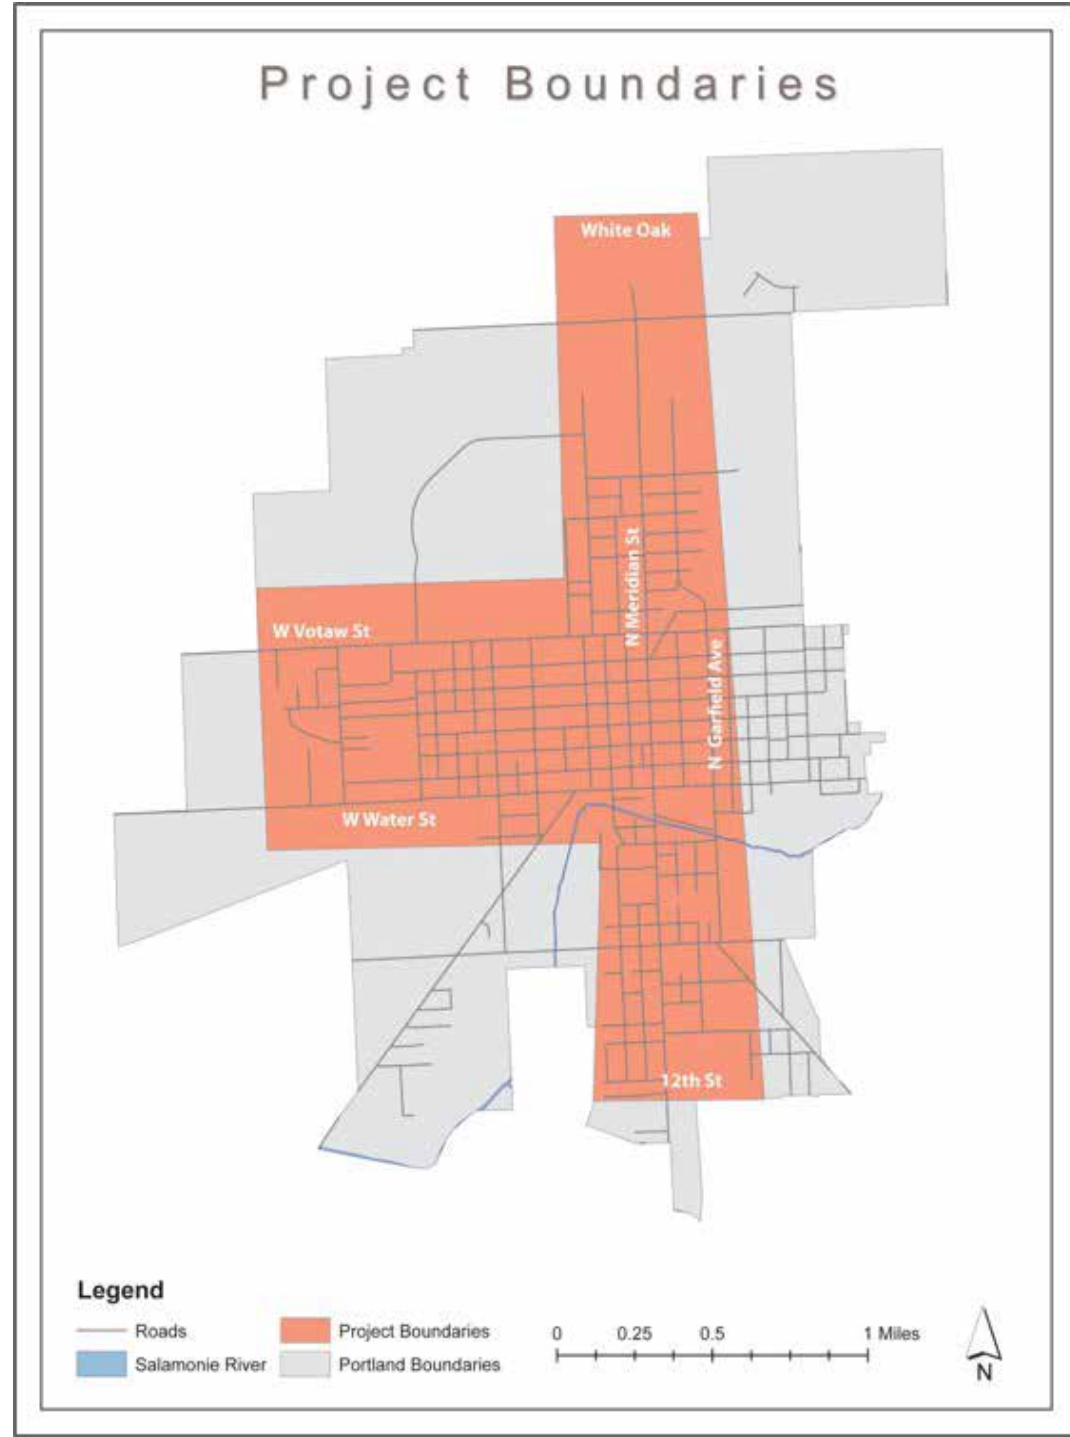 Project Boundaries
White Oak
N Meridian St
W Votaw St
N Garfield Ave
W Water St
12th St
Legend
Roads
Project Boundaries
Salamonie River
Portland Boundaries
0 0.25 0.5 1 Miles
N